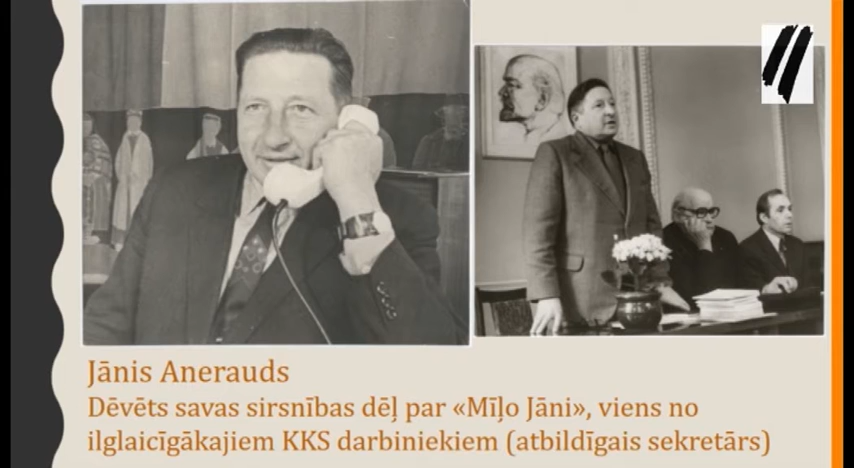 Jānis Anerauds
Dēvēts savas sirsnības dēļ par «Mīļo Jāni», viens no
ilglaicīgākajiem KKS darbiniekiem (atbildīgais sekretārs)